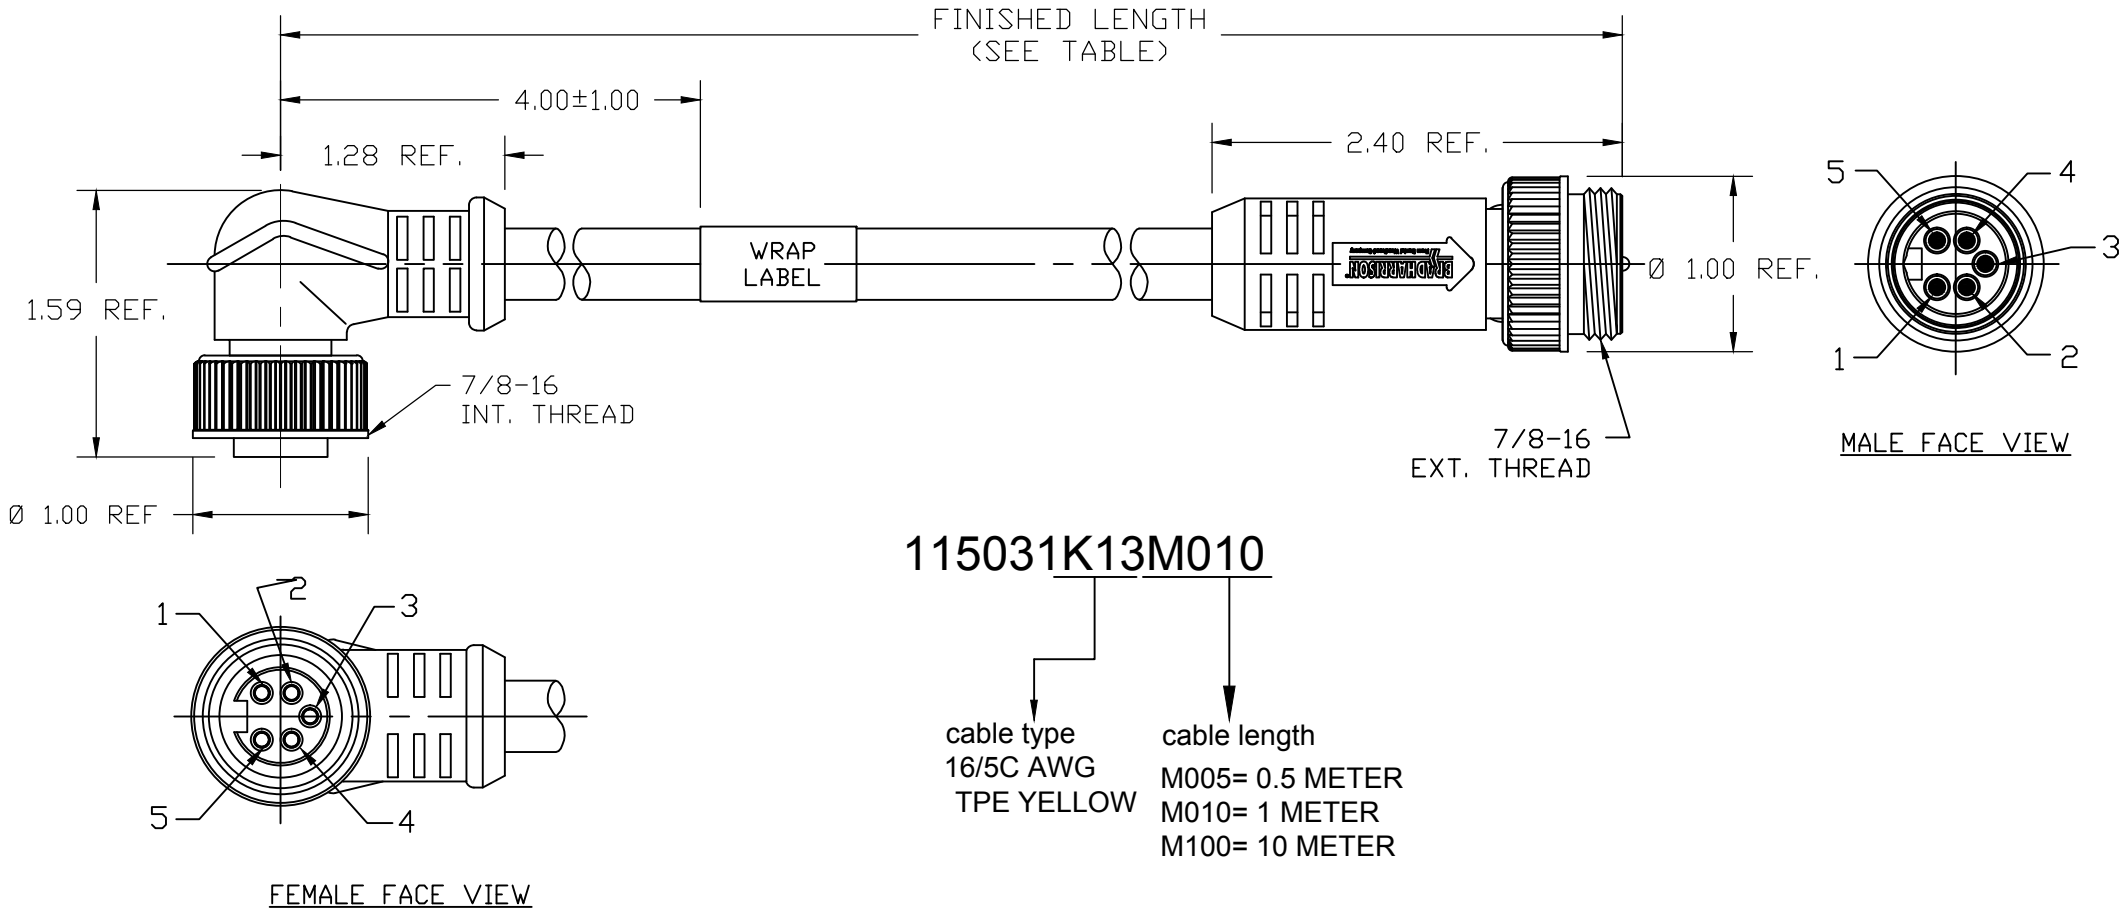 FINISHED LENGTH
(SEE TABLE)
4.00±1.00
1.28 REF.
2.40 REF.
WRAP
LABEL
BRADHARRISON
1.59 REF.
Ø 1.00 REF.
7/8-16
INT. THREAD
Ø 1.00 REF
7/8-16
EXT. THREAD
5
4
3
1
2
MALE FACE VIEW
115031K13M010
cable type
16/5C AWG
TPE YELLOW
cable length
M005= 0.5 METER
M010= 1 METER
M100= 10 METER
1
2
3
5
4
FEMALE FACE VIEW